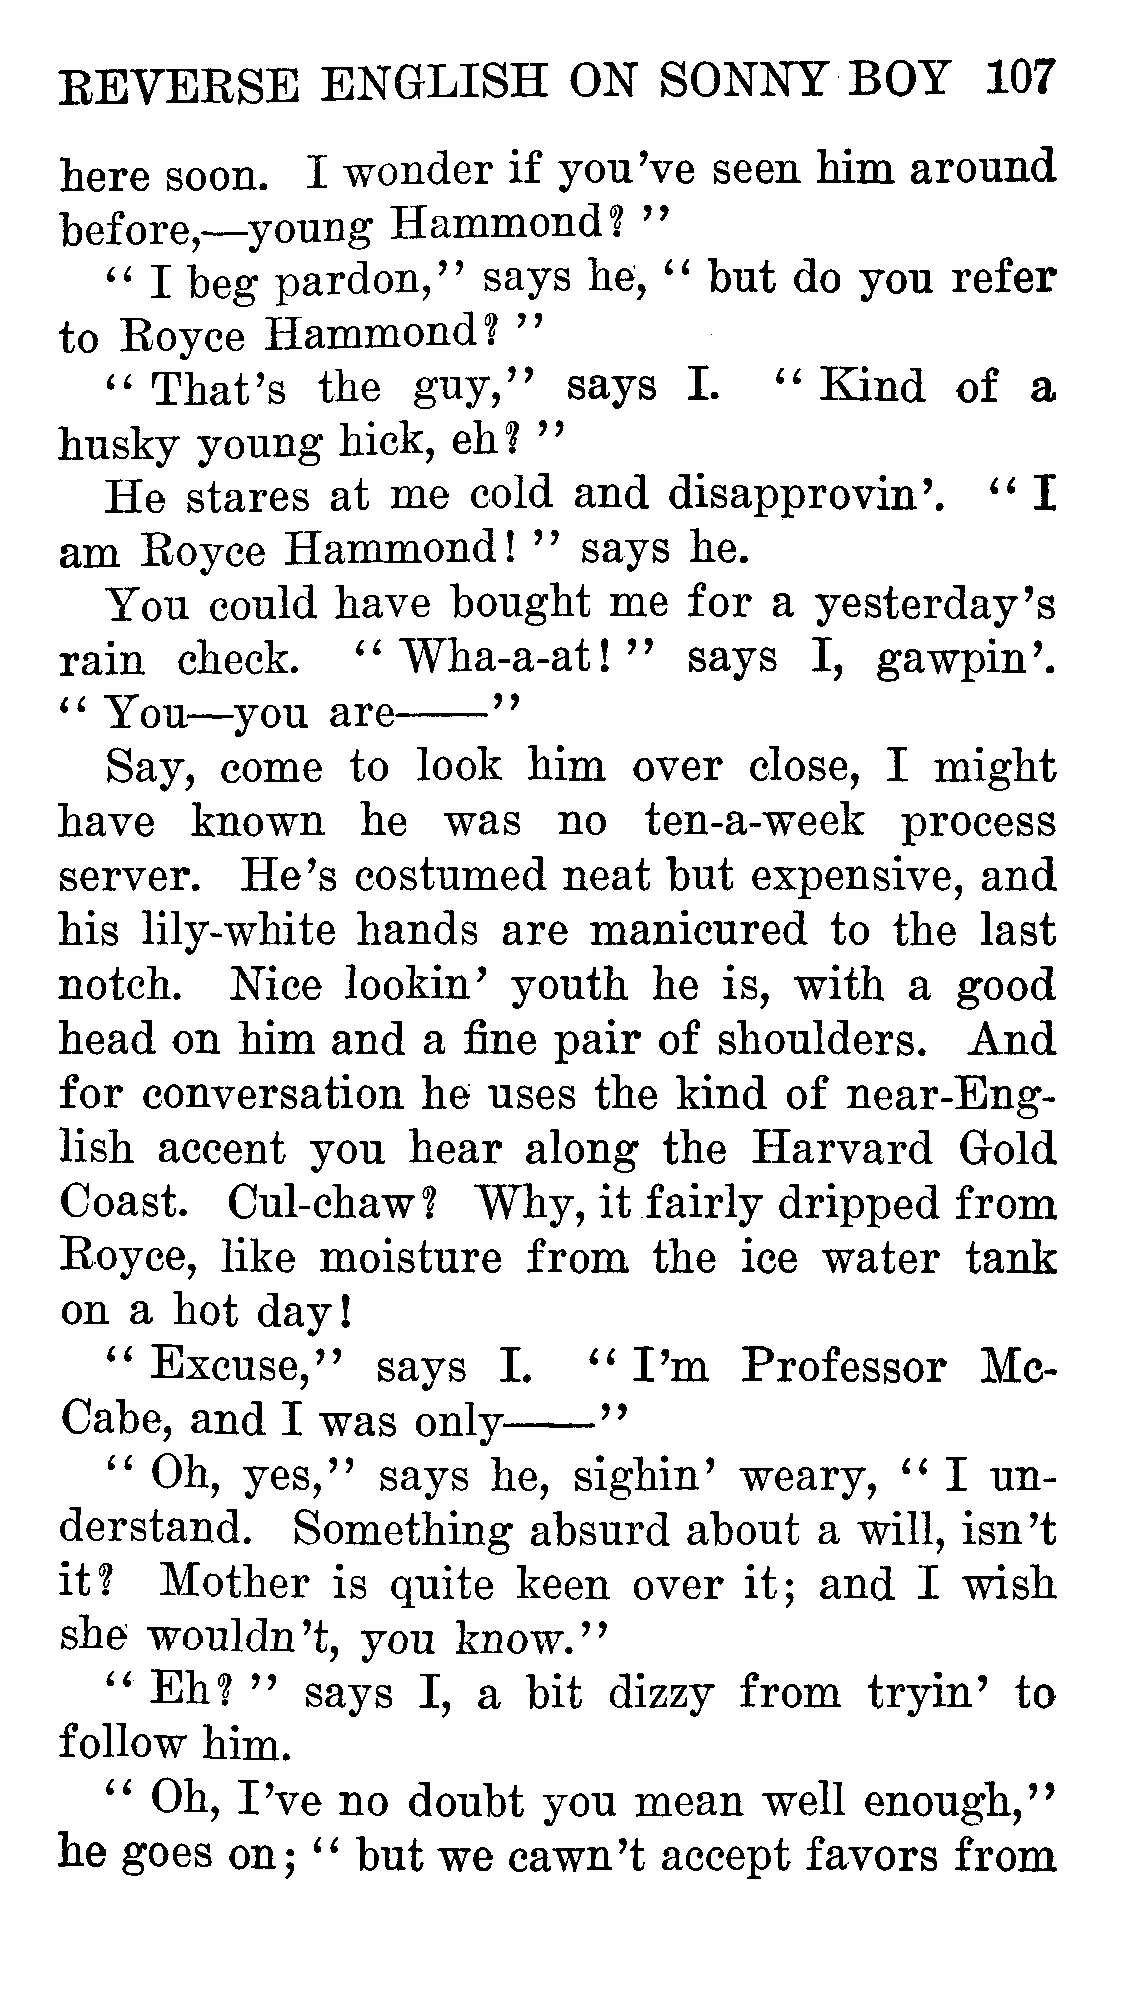 REVERSE ENGLISH ON SONNY BOY 107
here soon. I wonder if you've seen him around
before,—young Hammond? ”
“ I beg pardon,” says he, “ but do you refer
to Royce Hammond? ”
“ That's the guy,” says I. “ Kind of a
husky young hick, eh? ”
He stares at me cold and disapprovin'. “ I
am Royce Hammond! ” says he.
You could have bought me for a yesterday's
rain check. “ Wha-a-at! ” says I, gawpin'.
“ You—you are——”
Say, come to look him over close, I might
have known he was no ten-a-week process
server. He's costumed neat but expensive, and
his lily-white hands are manicured to the last
notch. Nice lookin' youth he is, with a good
head on him and a fine pair of shoulders. And
for conversation he uses the kind of near-Eng-
lish accent you hear along the Harvard Gold
Coast. Cul-chaw? Why, it fairly dripped from
Royce, like moisture from the ice water tank
on a hot day!
“ Excuse,” says I. “ I'm Professor Mc-
Cabe, and I was only——”
“ Oh, yes,” says he, sighin' weary, “ I un-
derstand. Something absurd about a will, isn't
it? Mother is quite keen over it; and I wish
she wouldn't, you know.”
“ Eh? ” says I, a bit dizzy from tryin' to
follow him.
“ Oh, I've no doubt you mean well enough,”
he goes on; “ but we cawn't accept favors from